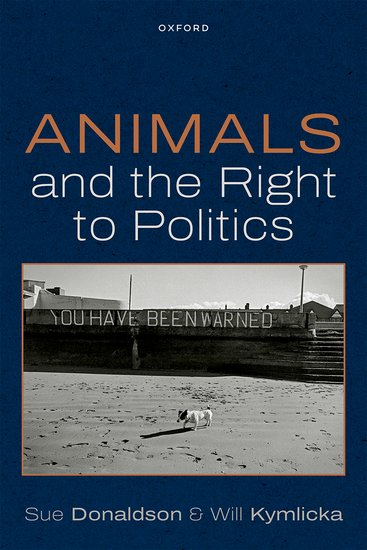 OXFORD
ANIMALS
and the Right
to Politics
YOU HAVE BEEN WARNED
Sue Donaldson & Will Kymlicka